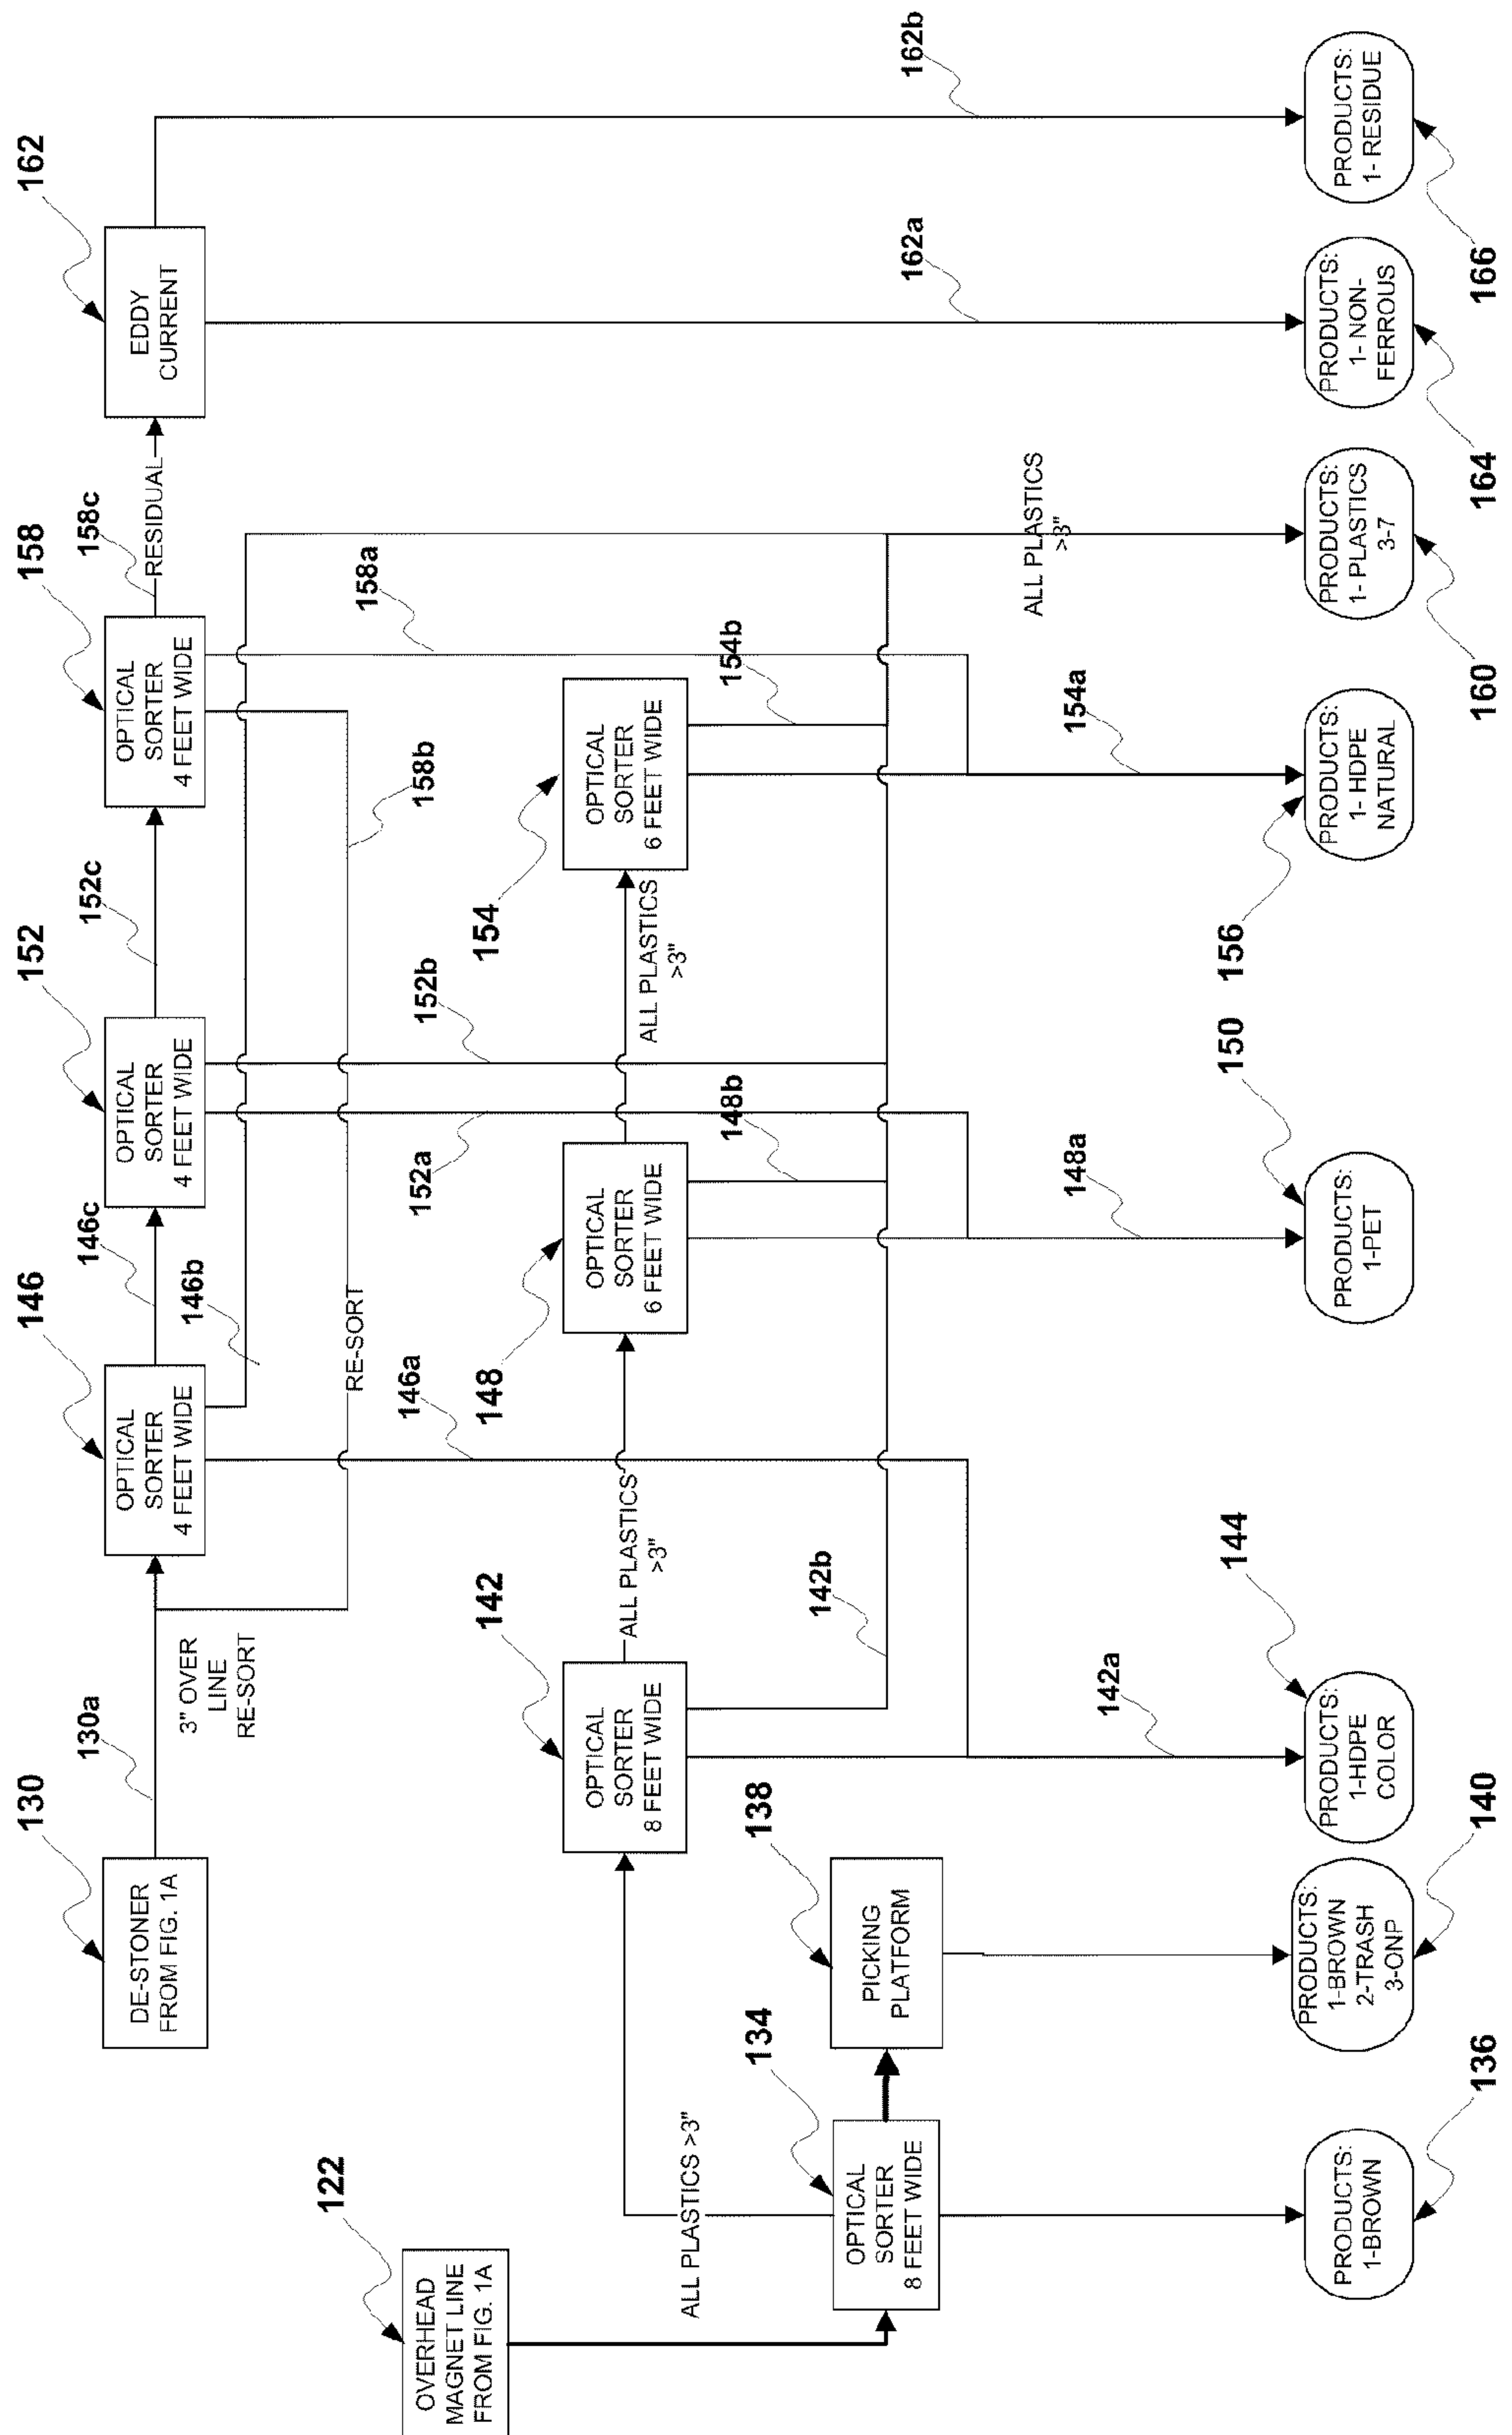 130
DE-STONER
FROM FIG. 1A
130a
3" OVER
LINE
RE-SORT
146
OPTICAL
SORTER
4 FEET WIDE
146c
146b
RE-SORT
152
OPTICAL
SORTER
4 FEET WIDE
152c
158
OPTICAL
SORTER
4 FEET WIDE
158c
RESIDUAL
158a
158b
162
EDDY
CURRENT
122
OVERHEAD
MAGNET LINE
FROM FIG. 1A
ALL PLASTICS >3"
142
OPTICAL
SORTER
8 FEET WIDE
ALL PLASTICS
>3"
146a
148
OPTICAL
SORTER
6 FEET WIDE
152a
152b
ALL PLASTICS
>3"
154
OPTICAL
SORTER
6 FEET WIDE
142b
148b
154b
134
OPTICAL
SORTER
8 FEET WIDE
138
PICKING
PLATFORM
162a
162b
142a
148a
154a
ALL PLASTICS
>3"
136
PRODUCTS:
1-BROWN
140
PRODUCTS:
1-BROWN
2-TRASH
3-ONP
144
PRODUCTS:
1-HDPE
COLOR
150
PRODUCTS:
1-PET
156
PRODUCTS:
1- HDPE
NATURAL
160
PRODUCTS:
1- PLASTICS
3-7
164
PRODUCTS:
1- NON-
FERROUS
166
PRODUCTS:
1- RESIDUE